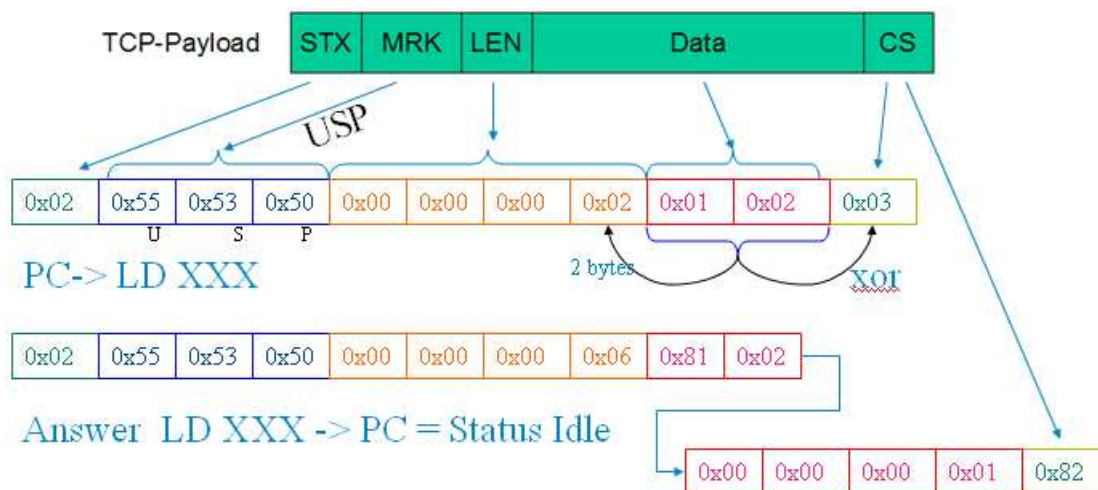 TCP-Payload STX MRK LEN Data CS
USP
0x02 0x55 0x53 0x50 0x00 0x00 0x00 0x02 0x01 0x02 0x03
U S P
2 bytes
xor
PC-> LD XXX
0x02 0x55 0x53 0x50 0x00 0x00 0x00 0x06 0x81 0x02
Answer LD XXX -> PC = Status Idle
0x00 0x00 0x00 0x01 0x82